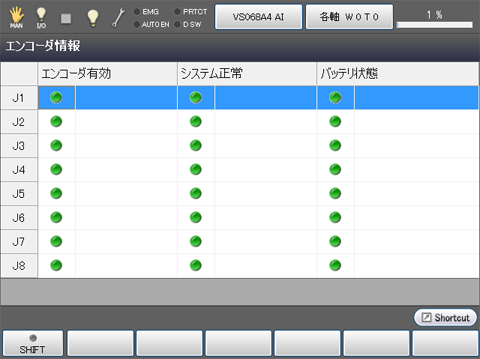 MAN I/O EMG PRTCT VS068A4 AI 各軸 W0T0 1 %
AUTO EN D SW
エンコーダ情報
エンコーダ有効 システム正常 バッテリ状態
J1
J2
J3
J4
J5
J6
J7
J8
Shortcut
SHIFT